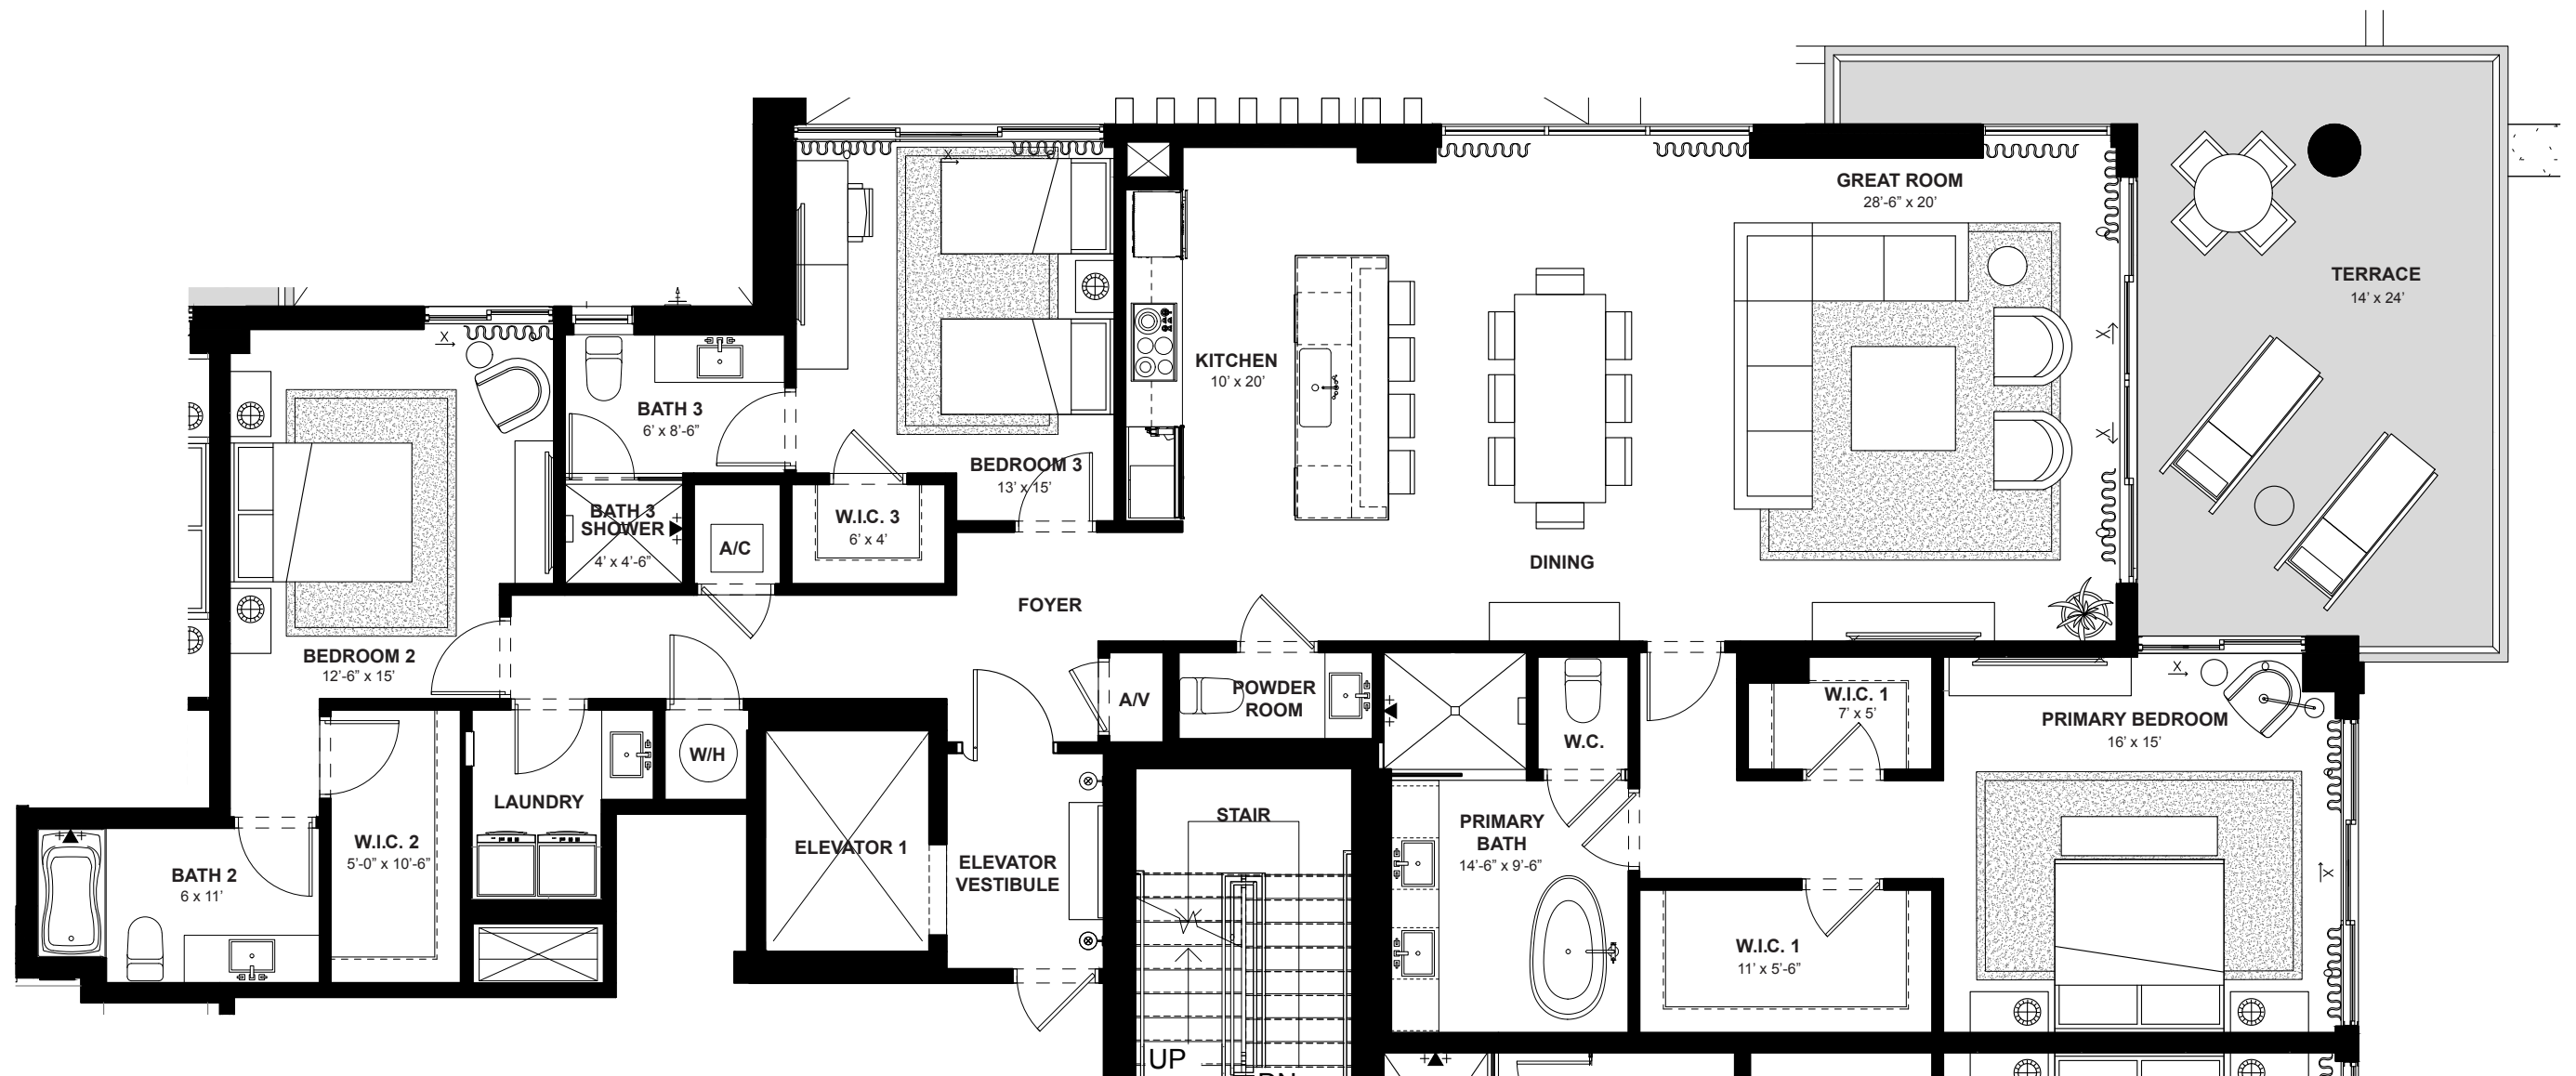 GREAT ROOM
28'-6" x 20'
TERRACE
14' x 24'
KITCHEN
10' x 20'
BATH 3
6' x 8'-6"
BEDROOM 3
13' x 15'
BATH 3
SHOWER
4' x 4'-6"
A/C
W.I.C. 3
6' x 4'
DINING
FOYER
BEDROOM 2
12'-6" x 15'
A/V
POWDER
ROOM
W.C.
W.I.C. 1
7' x 5'
PRIMARY BEDROOM
16' x 15'
W/H
LAUNDRY
STAIR
W.I.C. 2
5'-0" x 10'-6"
BATH 2
6 x 11'
ELEVATOR 1
ELEVATOR
VESTIBULE
PRIMARY
BATH
14'-6" x 9'-6"
W.I.C. 1
11' x 5'-6"
UP
X
X
X
X
X
X